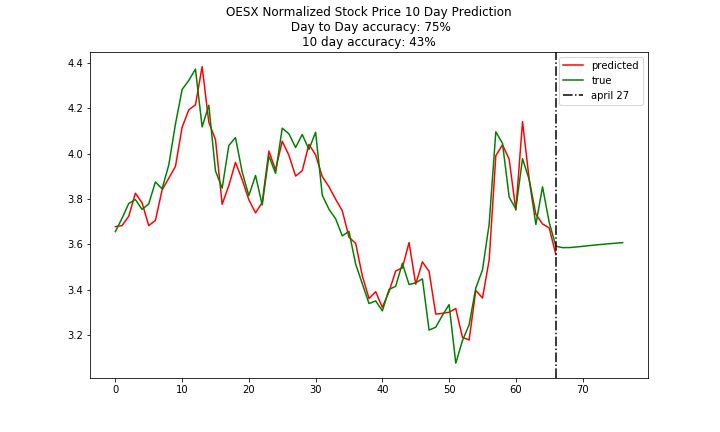 OESX Normalized Stock Price 10 Day Prediction
Day to Day accuracy: 75%
10 day accuracy: 43%
predicted
true
april 27
4.4
4.2
4.0
3.8
3.6
3.4
3.2
0 10 20 30 40 50 60 70